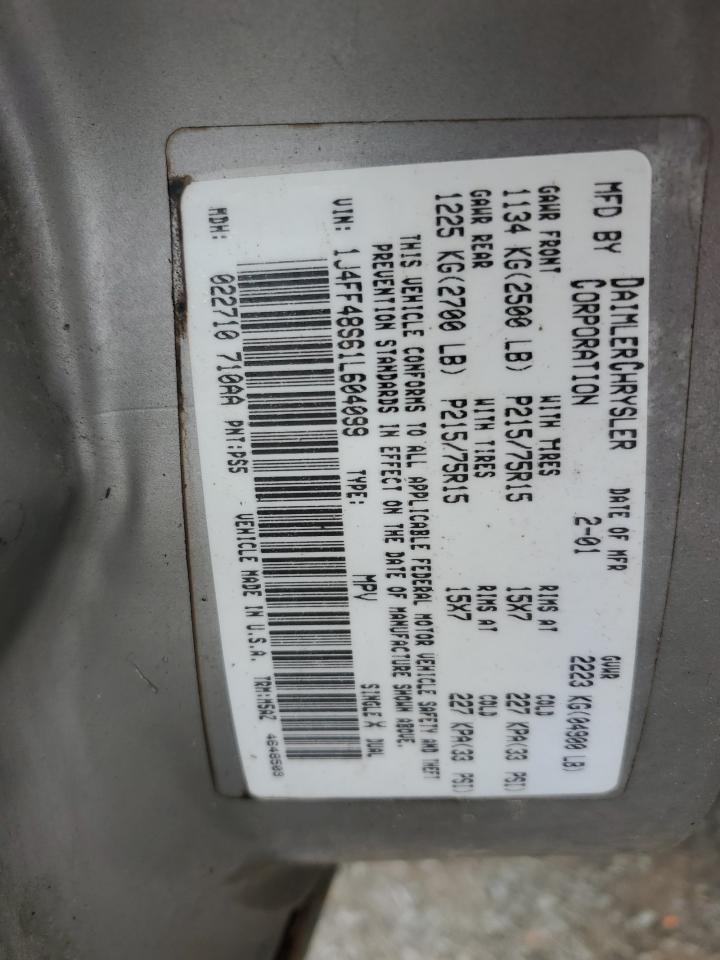 MFD BY DAIMLERCHRYSLER CORPORATION
DATE OF MFR 2-01
GVWR 2223 KG(04900 LB)
GAWR FRONT WITH TIRES RIMS AT COLD
1134 KG(2500 LB) P215/75R15 15X7 227 KPA(33 PSI)
GAWR REAR WITH TIRES RIMS AT COLD
1225 KG(2700 LB) P215/75R15 15X7 227 KPA(33 PSI)
THIS VEHICLE CONFORMS TO ALL APPLICABLE FEDERAL MOTOR VEHICLE SAFETY AND THEFT
PREVENTION STANDARDS IN EFFECT ON THE DATE OF MANUFACTURE SHOWN ABOVE.
VIN: 1J4FF48S61L604099 TYPE: MPV SINGLE X DUAL
MDH: 022710 710AA PNT:PS5 VEHICLE MADE IN U.S.A. TRM:M5AZ 4648509